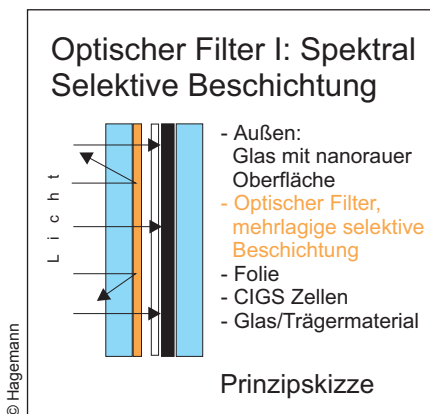 Optischer Filter I: Spektral
Selektive Beschichtung
Licht
- Außen:
Glas mit nanorauer
Oberfläche
- Optischer Filter,
mehrlagige selektive
Beschichtung
- Folie
- CIGS Zellen
- Glas/Trägermaterial
Prinzipskizze
© Hagemann